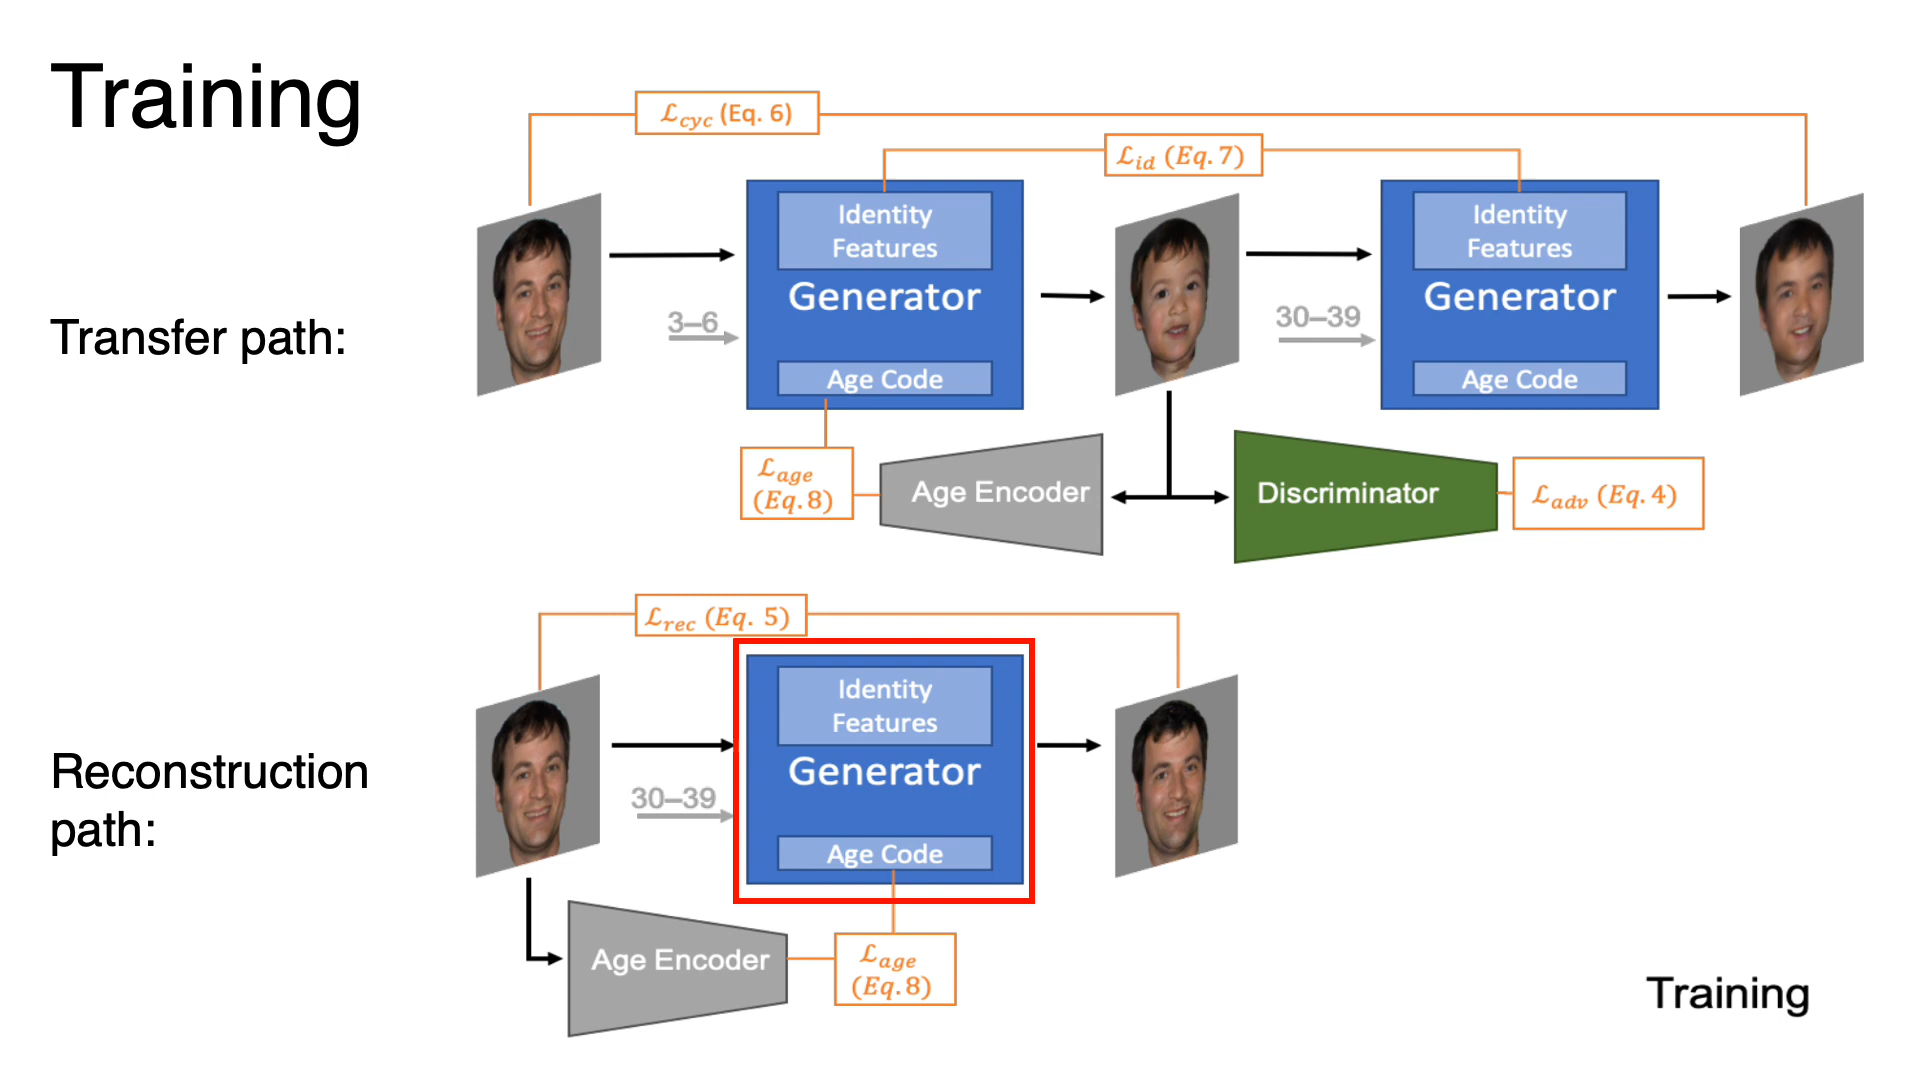 Training
ℒcyc (Eq. 6)
ℒid (Eq. 7)
Identity
Features
Generator
Age Code
Identity
Features
Generator
Age Code
Transfer path:
3–6
30–39
ℒage
(Eq. 8)
Age Encoder
Discriminator
ℒadv (Eq. 4)
ℒrec (Eq. 5)
Identity
Features
Generator
Age Code
Reconstruction
path:
30–39
Age Encoder
ℒage
(Eq. 8)
Training